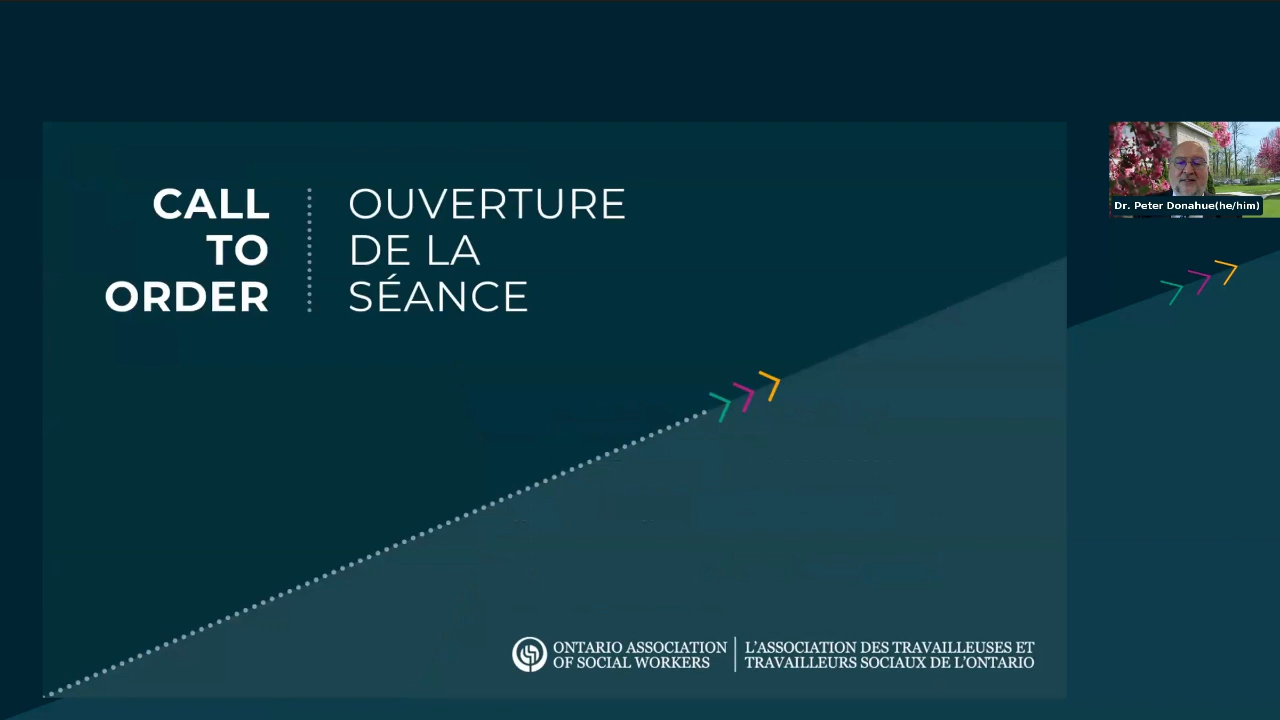 CALL
TO
ORDER
OUVERTURE
DE LA
SÉANCE
Dr. Peter Donahue(he/him)
ONTARIO ASSOCIATION
OF SOCIAL WORKERS
L'ASSOCIATION DES TRAVAILLEUSES ET
TRAVAILLEURS SOCIAUX DE L'ONTARIO